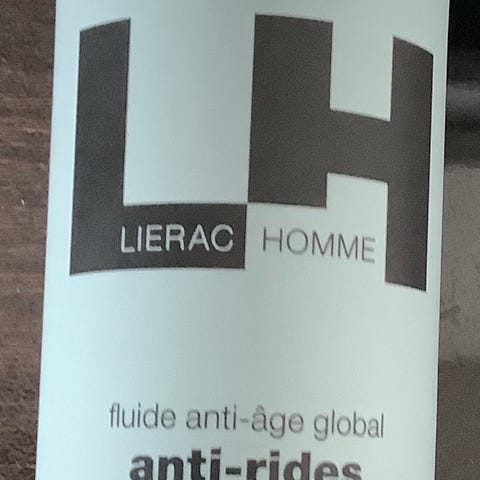 LH
LIERAC HOMME
fluide anti-âge global
anti-rides